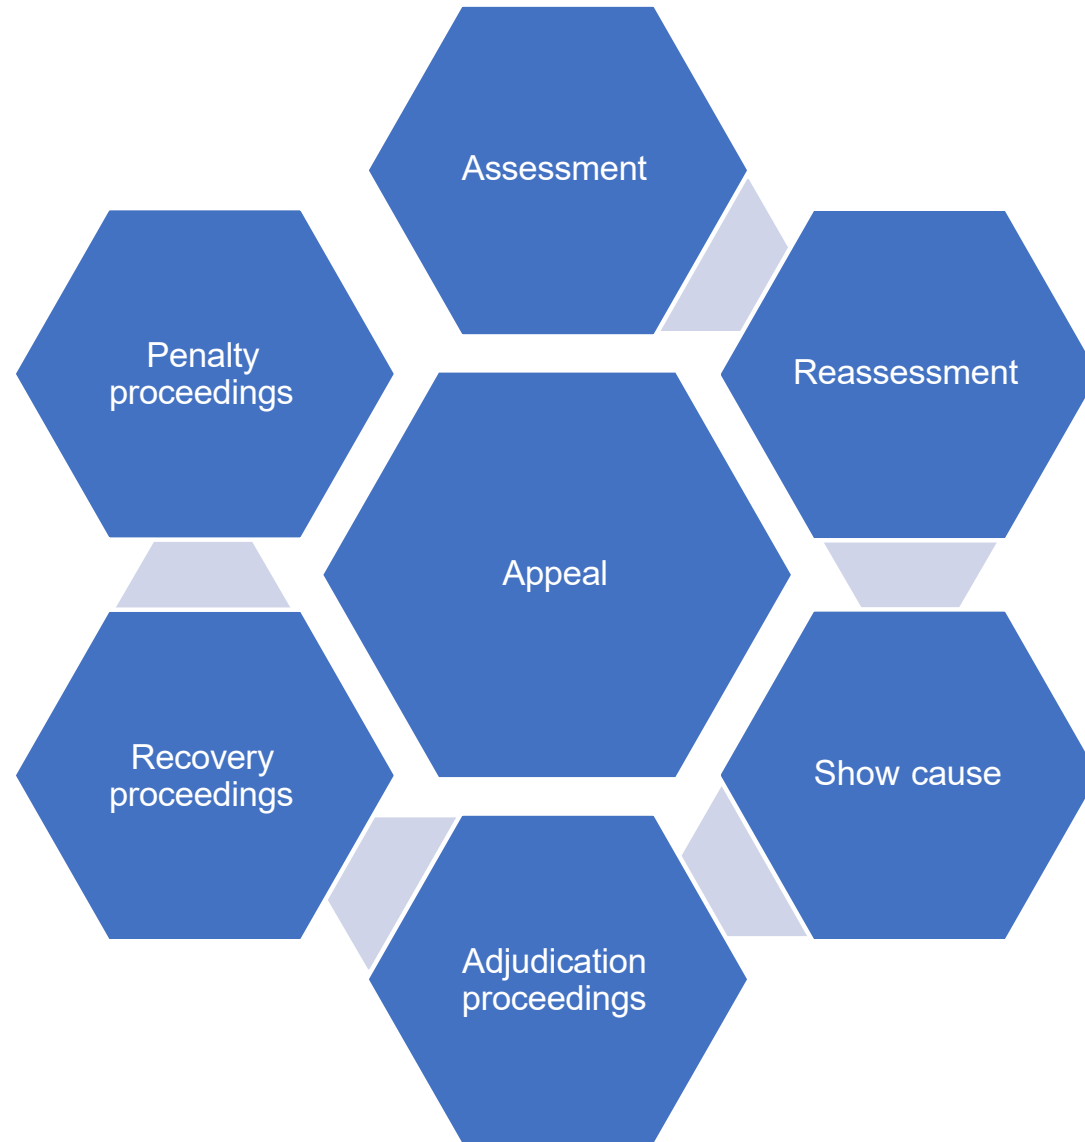 Assessment
Reassessment
Show cause
Adjudication
proceedings
Recovery
proceedings
Penalty
proceedings
Appeal